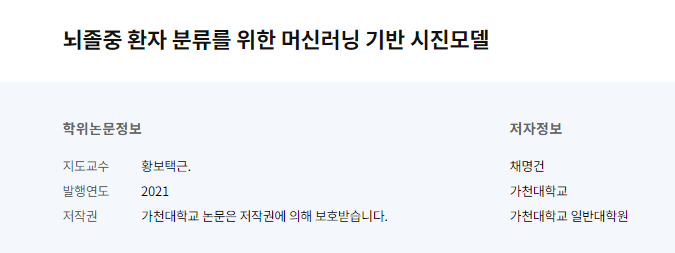 뇌졸중 환자 분류를 위한 머신러닝 기반 시진모델
학위논문정보
지도교수 황보택근.
발행연도 2021
저작권 가천대학교 논문은 저작권에 의해 보호받습니다.
저자정보
채명건
가천대학교
가천대학교 일반대학원